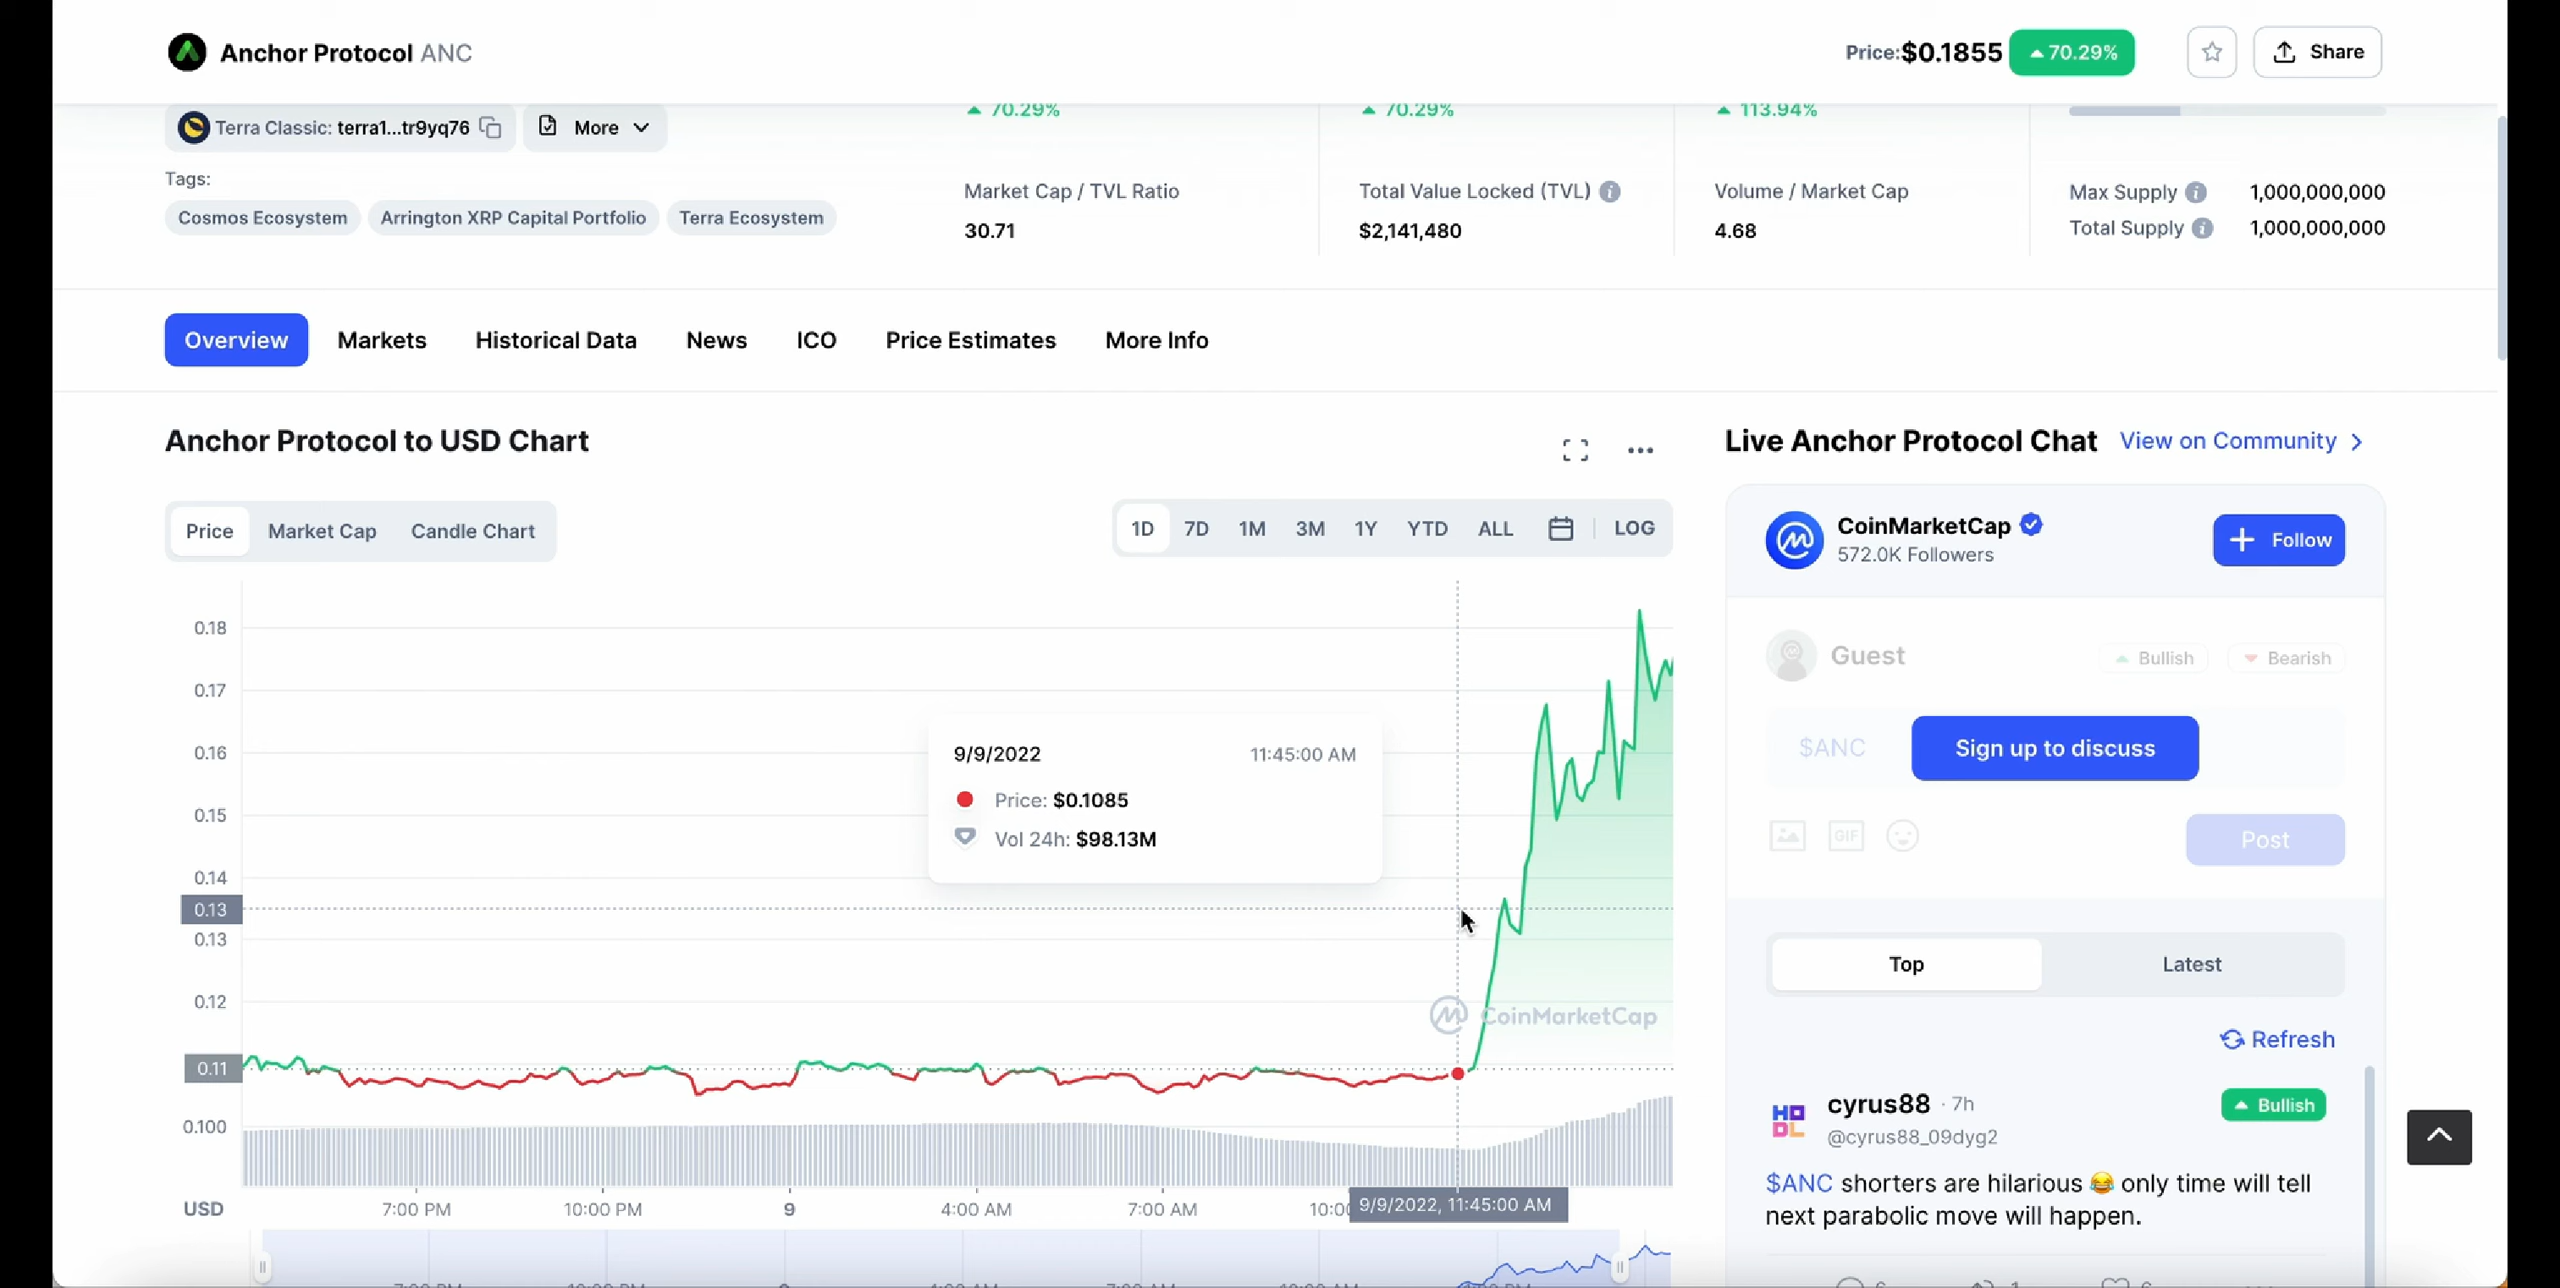 Anchor Protocol ANC
Price:$0.1855 70.29%
Share
Terra Classic: terra1...tr9yq76
More
70.29%
70.29%
113.94%
Tags:
Cosmos Ecosystem
Arrington XRP Capital Portfolio
Terra Ecosystem
Market Cap / TVL Ratio
30.71
Total Value Locked (TVL)
$2,141,480
Volume / Market Cap
4.68
Max Supply 1,000,000,000
Total Supply 1,000,000,000
Overview
Markets
Historical Data
News
ICO
Price Estimates
More Info
Anchor Protocol to USD Chart
Price
Market Cap
Candle Chart
1D
7D
1M
3M
1Y
YTD
ALL
LOG
0.18
0.17
0.16
0.15
0.14
0.13
0.13
0.12
0.11
0.100
9/9/2022 11:45:00 AM
Price: $0.1085
Vol 24h: $98.13M
CoinMarketCap
USD
7:00 PM
10:00 PM
9
4:00 AM
7:00 AM
10:00
9/9/2022, 11:45:00 AM
Live Anchor Protocol Chat
View on Community
CoinMarketCap
572.0K Followers
Follow
Guest
Bullish
Bearish
$ANC
Sign up to discuss
GIF
Post
Top
Latest
Refresh
HODL
cyrus88 · 7h
@cyrus88_09dyg2
Bullish
$ANC shorters are hilarious 😂 only time will tell
next parabolic move will happen.